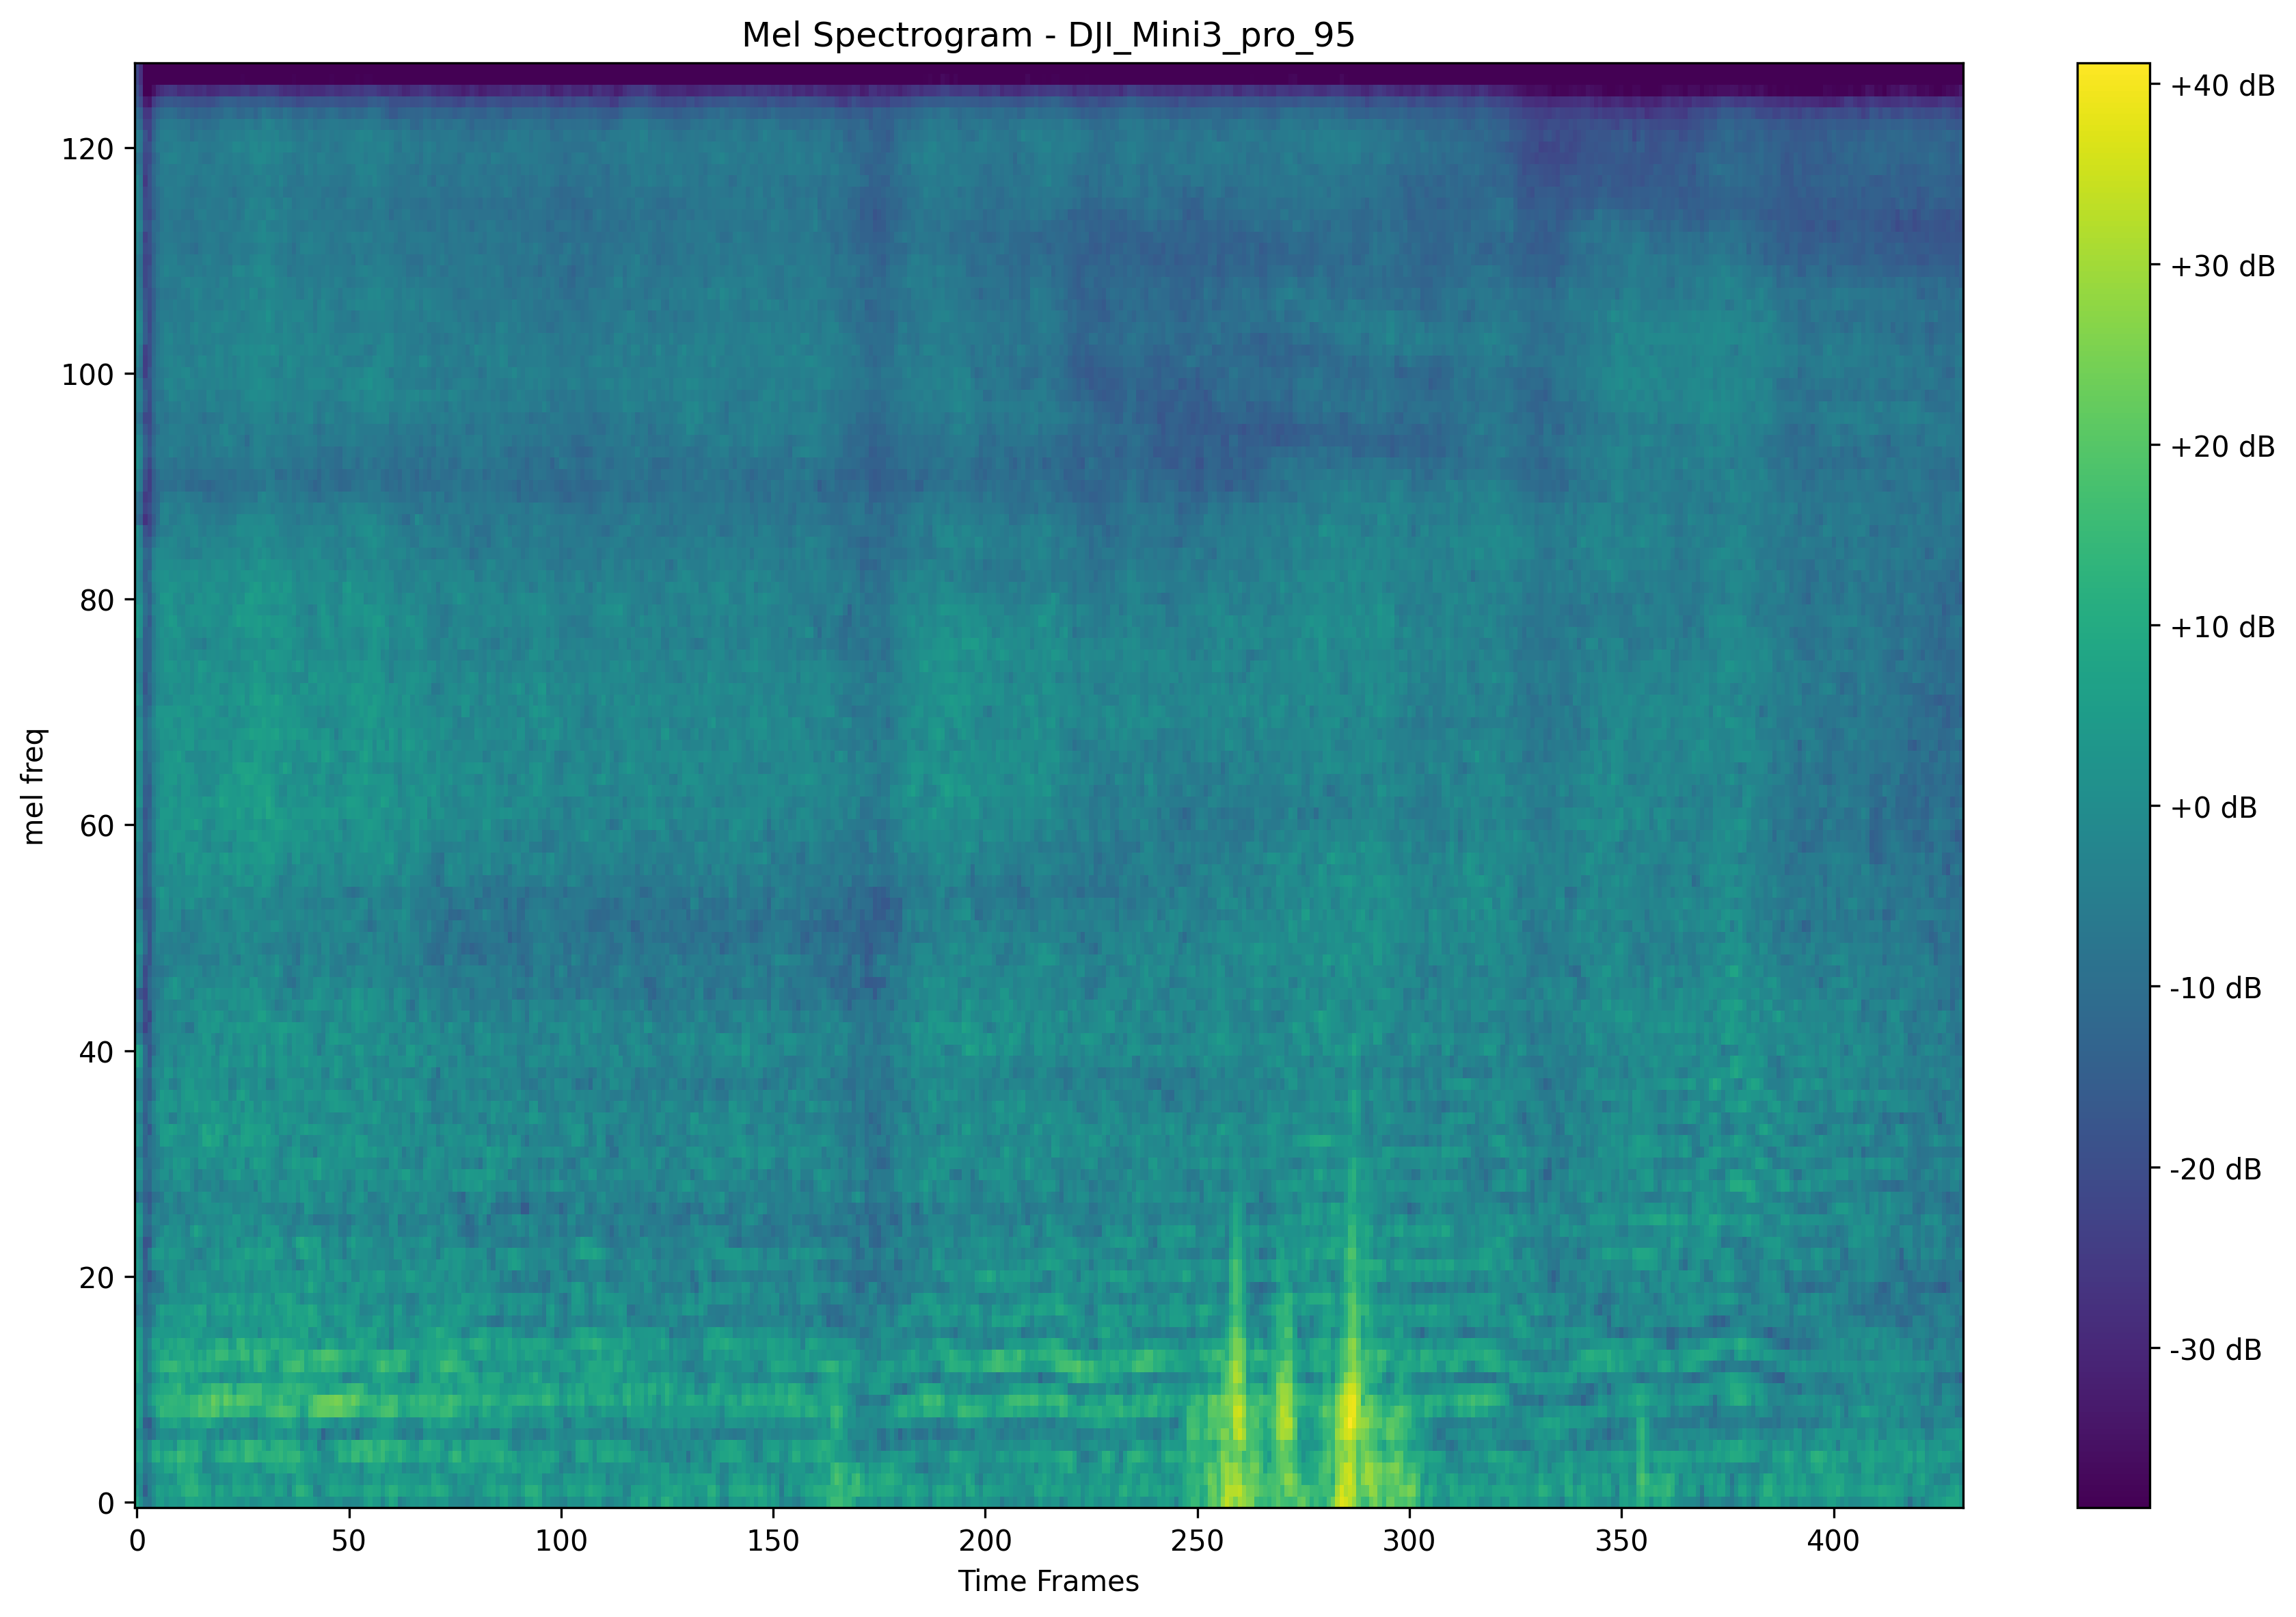 Mel Spectrogram - DJI_Mini3_pro_95
mel freq
120
100
80
60
40
20
0
0 50 100 150 200 250 300 350 400
Time Frames
+40 dB
+30 dB
+20 dB
+10 dB
+0 dB
-10 dB
-20 dB
-30 dB